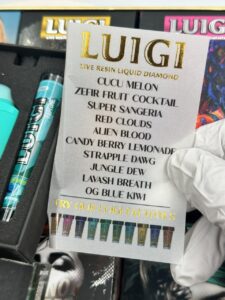 LUIGI
LIVE RESIN LIQUID DIAMOND
CUCU MELON
ZEFIR FRUIT COCKTAIL
SUPER SANGERIA
RED CLOUDS
ALIEN BLOOD
CANDY BERRY LEMONADE
STRAPPLE DAWG
JUNGLE DEW
LAVASH BREATH
OG BLUE KIWI